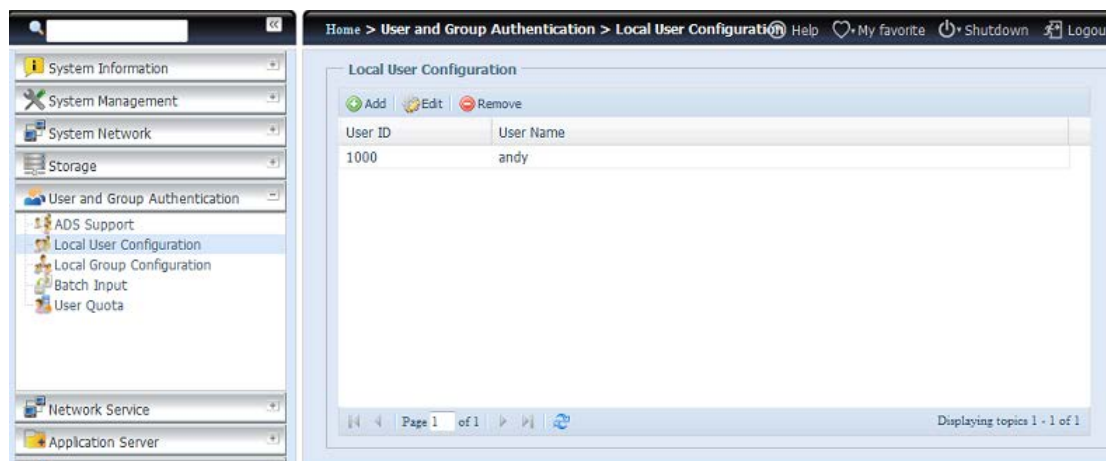 Home > User and Group Authentication > Local User Configuration
Help
My favorite
Shutdown
Logou
System Information
System Management
System Network
Storage
User and Group Authentication
ADS Support
Local User Configuration
Local Group Configuration
Batch Input
User Quota
Network Service
Application Server
Local User Configuration
Add Edit Remove
User ID User Name
1000 andy
Page 1 of 1
Displaying topics 1 - 1 of 1